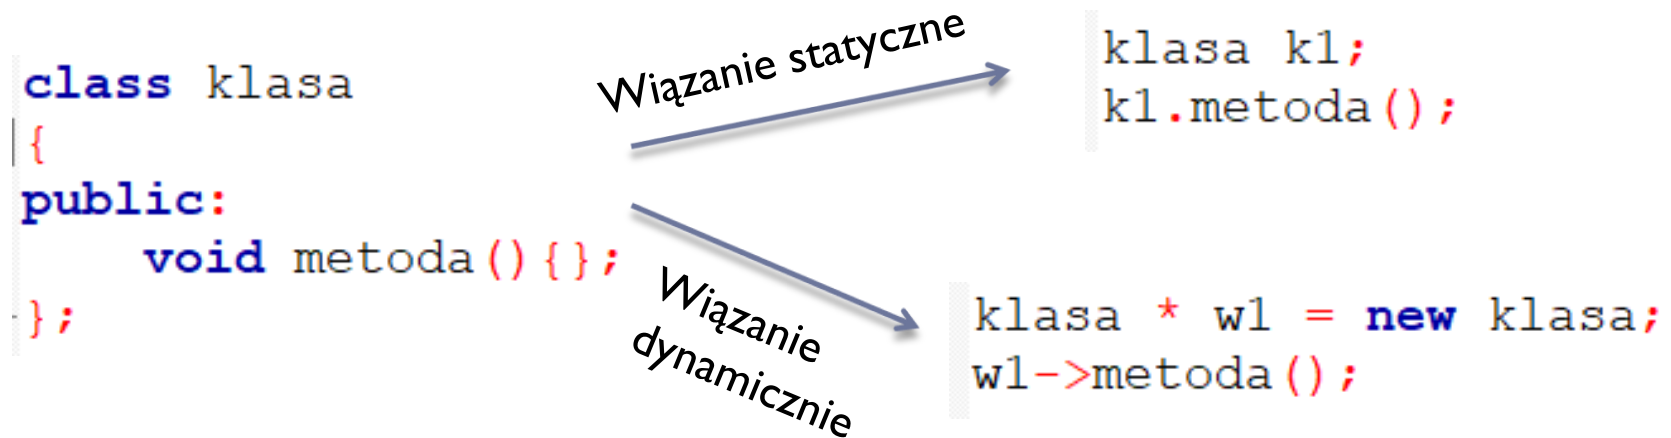 class klasa
{
public:
    void metoda(){};
};
Wiązanie statyczne
klasa k1;
k1.metoda();
Wiązanie
dynamicznie
klasa * w1 = new klasa;
w1->metoda();